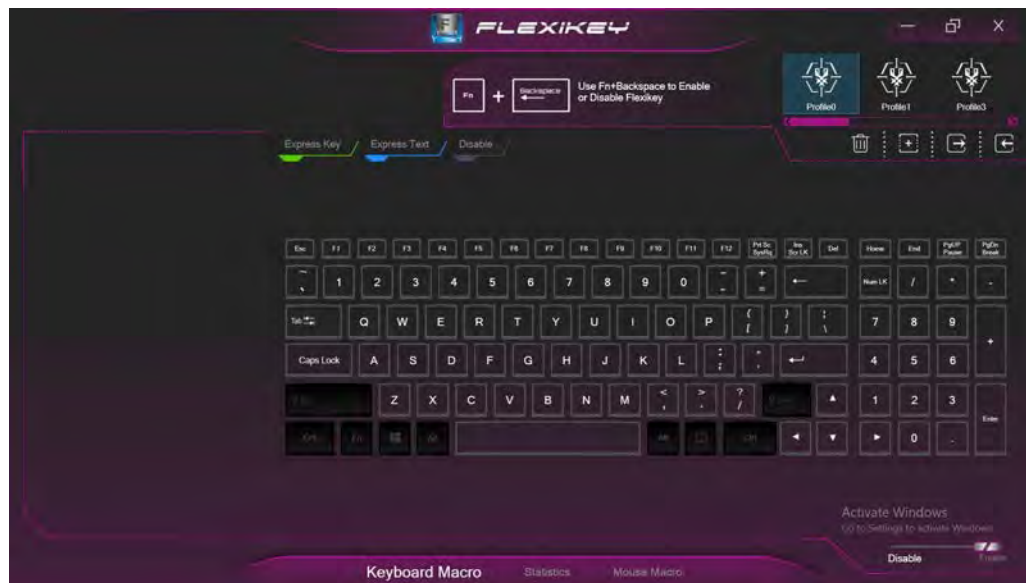 FLEXIKEY
Fn + Backspace Use Fn+Backspace to Enable
or Disable Flexikey
Profile0 Profile1 Profile3
Express Key Express Text Disable
Esc F1 F2 F3 F4 F5 F6 F7 F8 F9 F10 F11 F12 Prt Sc SysRq Ins Scr LK Del Home End PgUP Pause PgDn Break
~ ` 1 2 3 4 5 6 7 8 9 0 - _ + = ← Num LK / * -
Tab Q W E R T Y U I O P { [ } ] | \ 7 8 9 +
Caps Lock A S D F G H J K L : ; " ' 4 5 6
Z X C V B N M < , > . ? / 1 2 3 Enter
Fn Alt Ctrl 0 .
Activate Windows
Go to Settings to activate Windows.
Disable Enable
Keyboard Macro Statistics Mouse Macro